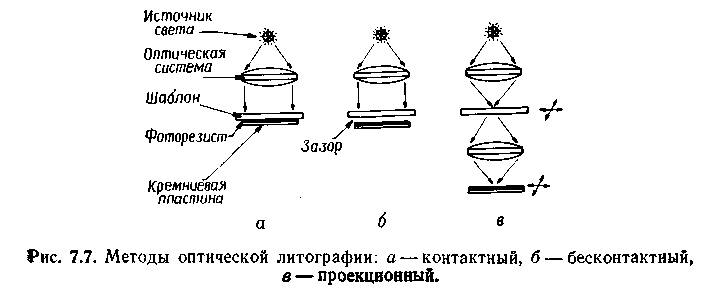 Источник
света
Оптическая
система
Шаблон
Фоторезист
Зазор
Кремниевая
пластина
а
б
в
Рис. 7.7. Методы оптической литографии: а — контактный, б — бесконтактный,
в — проекционный.